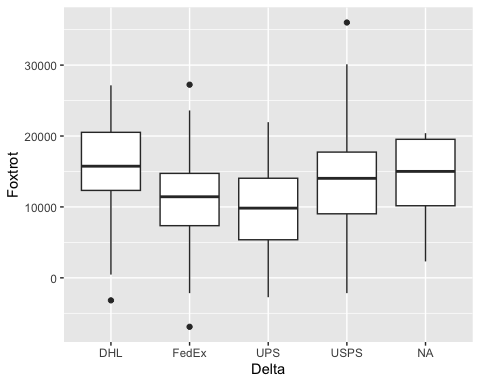 Foxtrot
30000
20000
10000
0
DHL FedEx UPS USPS NA
Delta